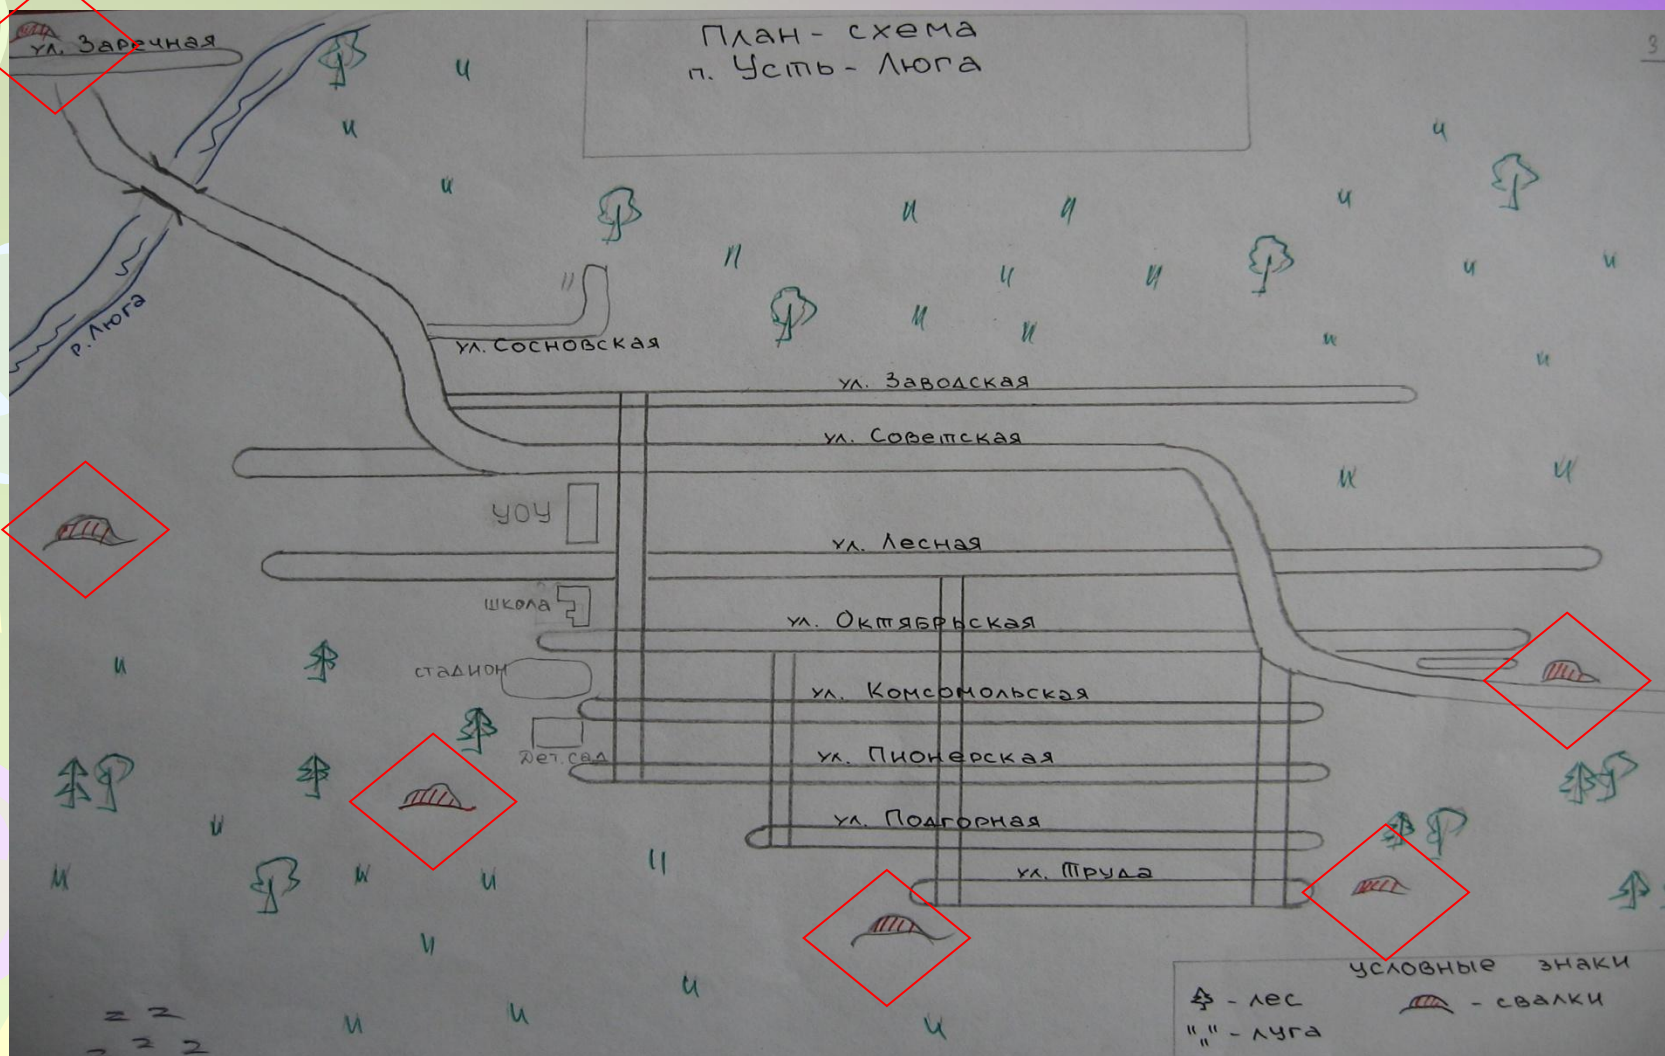 План - схема
п. Усть - Люга
3
ул. Заречная
р. Люга
ул. Сосновская
ул. Заводская
ул. Советская
УОУ
ул. Лесная
школа
ул. Октябрьская
стадион
ул. Комсомольская
Дет. сад
ул. Пионерская
ул. Подгорная
ул. Труда
условные знаки
- лес
- свалки
- луга